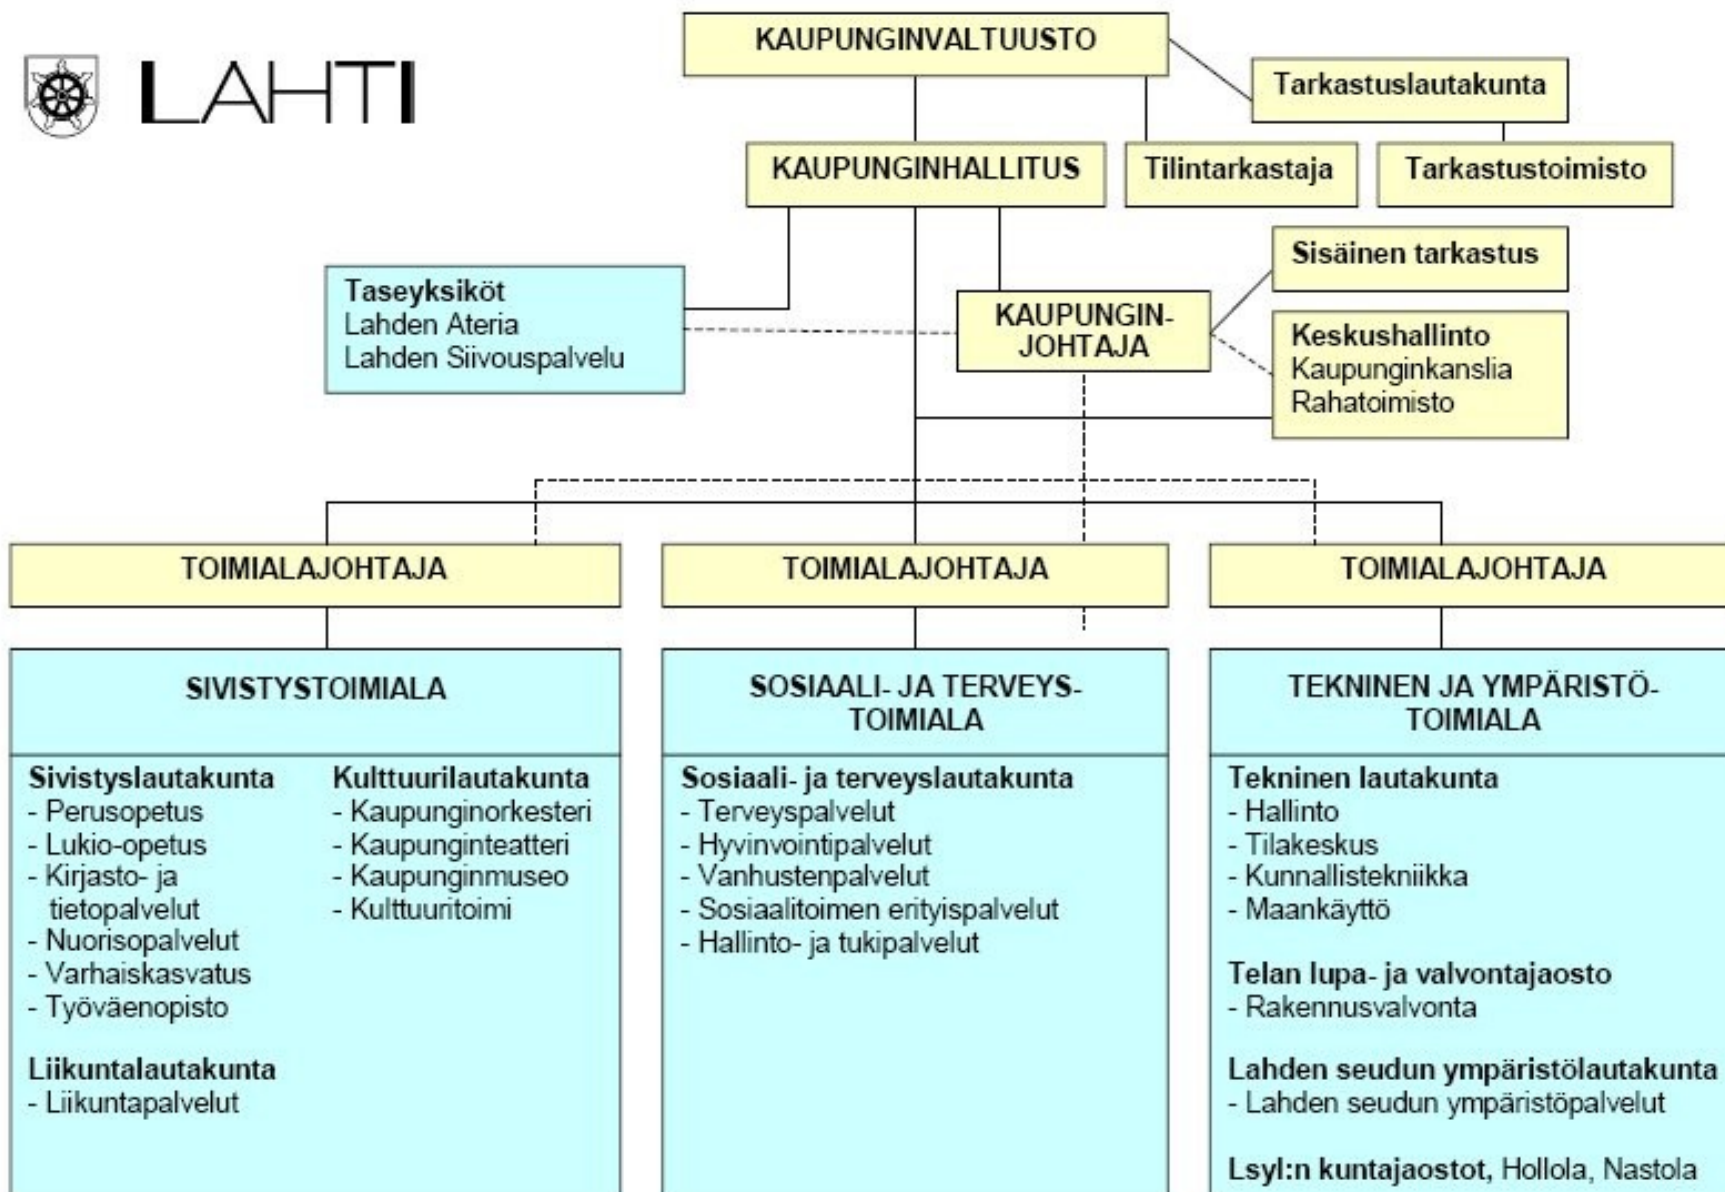 LAHTI
KAUPUNGINVALTUUSTO
Tarkastuslautakunta
KAUPUNGINHALLITUS
Tilintarkastaja
Tarkastustoimisto
Sisäinen tarkastus
Taseyksiköt
Lahden Ateria
Lahden Siivouspalvelu
KAUPUNGIN-
JOHTAJA
Keskushallinto
Kaupunginkanslia
Rahatoimisto
TOIMIALAJOHTAJA
TOIMIALAJOHTAJA
TOIMIALAJOHTAJA
SIVISTYSTOIMIALA
Sivistyslautakunta
- Perusopetus
- Lukio-opetus
- Kirjasto- ja
tietopalvelut
- Nuorisopalvelut
- Varhaiskasvatus
- Työväenopisto
Liikuntalautakunta
- Liikuntapalvelut
Kulttuurilautakunta
- Kaupunginorkesteri
- Kaupunginteatteri
- Kaupunginmuseo
- Kulttuuritoimi
SOSIAALI- JA TERVEYS-
TOIMIALA
Sosiaali- ja terveyslautakunta
- Terveyspalvelut
- Hyvinvointipalvelut
- Vanhustenpalvelut
- Sosiaalitoimen erityispalvelut
- Hallinto- ja tukipalvelut
TEKNINEN JA YMPÄRISTÖ-
TOIMIALA
Tekninen lautakunta
- Hallinto
- Tilakeskus
- Kunnallistekniikka
- Maankäyttö
Telan lupa- ja valvontajaosto
- Rakennusvalvonta
Lahden seudun ympäristölautakunta
- Lahden seudun ympäristöpalvelut
Lsyl:n kuntajaostot, Hollola, Nastola